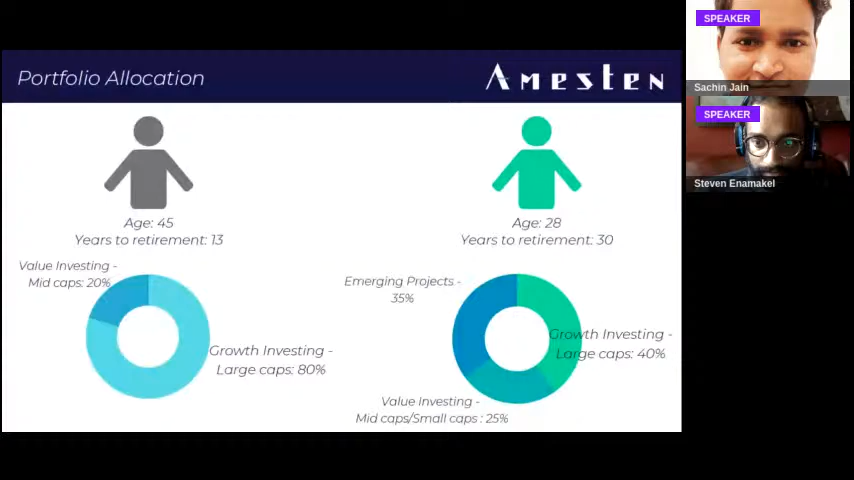 Portfolio Allocation
Amesten
Age: 45
Years to retirement: 13
Value Investing -
Mid caps: 20%
Growth Investing -
Large caps: 80%
Age: 28
Years to retirement: 30
Emerging Projects -
35%
Growth Investing -
Large caps: 40%
Value Investing -
Mid caps/Small caps : 25%
SPEAKER
Sachin Jain
SPEAKER
Steven Enamakel